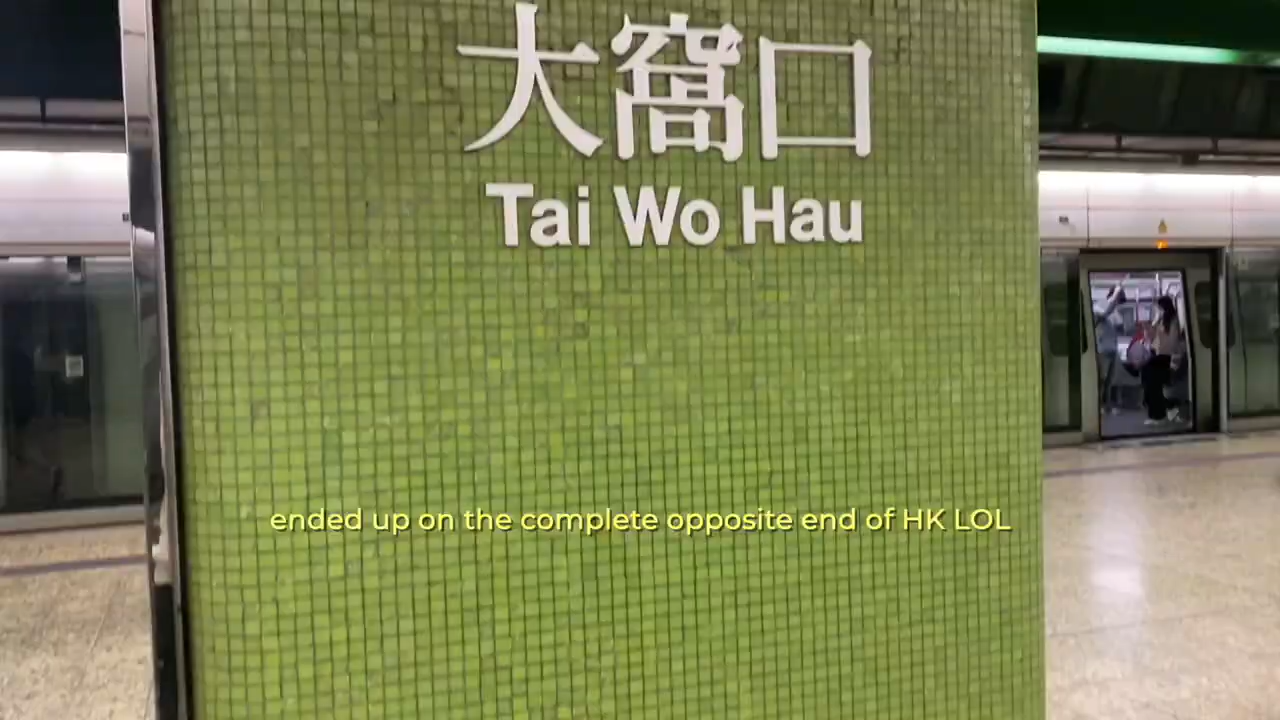 大窩口
Tai Wo Hau
ended up on the complete opposite end of HK LOL